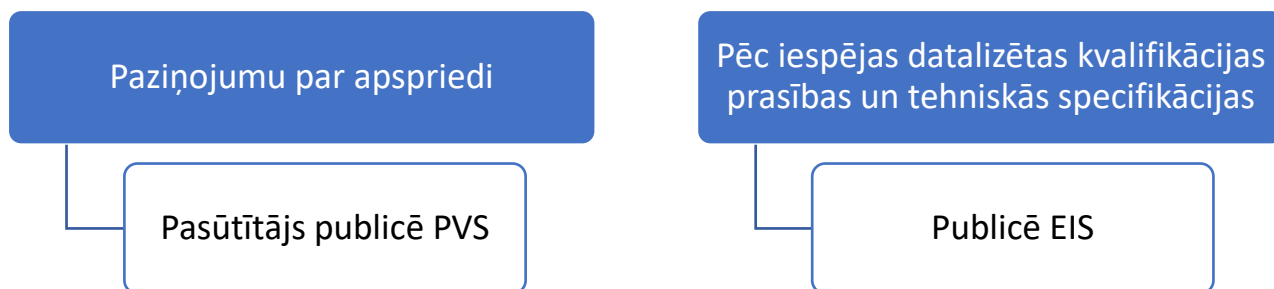 Paziņojumu par apspriedi
Pasūtītājs publicē PVS
Pēc iespējas datalizētas kvalifikācijas
prasības un tehniskās specifikācijas
Publicē EIS